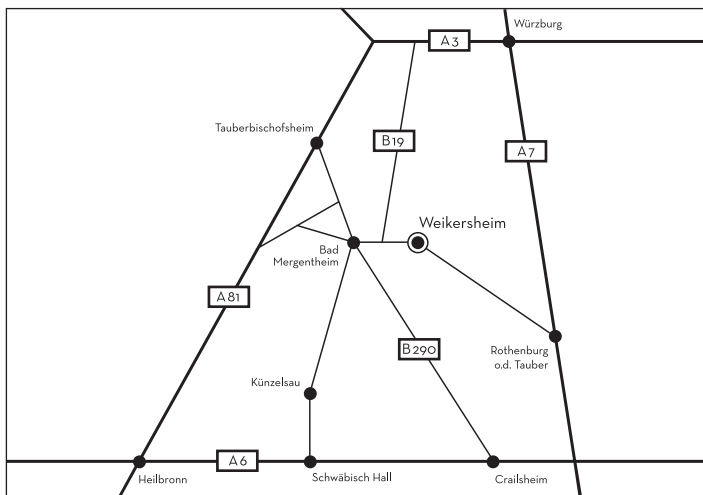 Würzburg
A3
Tauberbischofsheim
B19
A7
Weikersheim
Bad
Mergentheim
A81
B290
Rothenburg
o.d. Tauber
Künzelsau
A6
Heilbronn
Schwäbisch Hall
Crailsheim